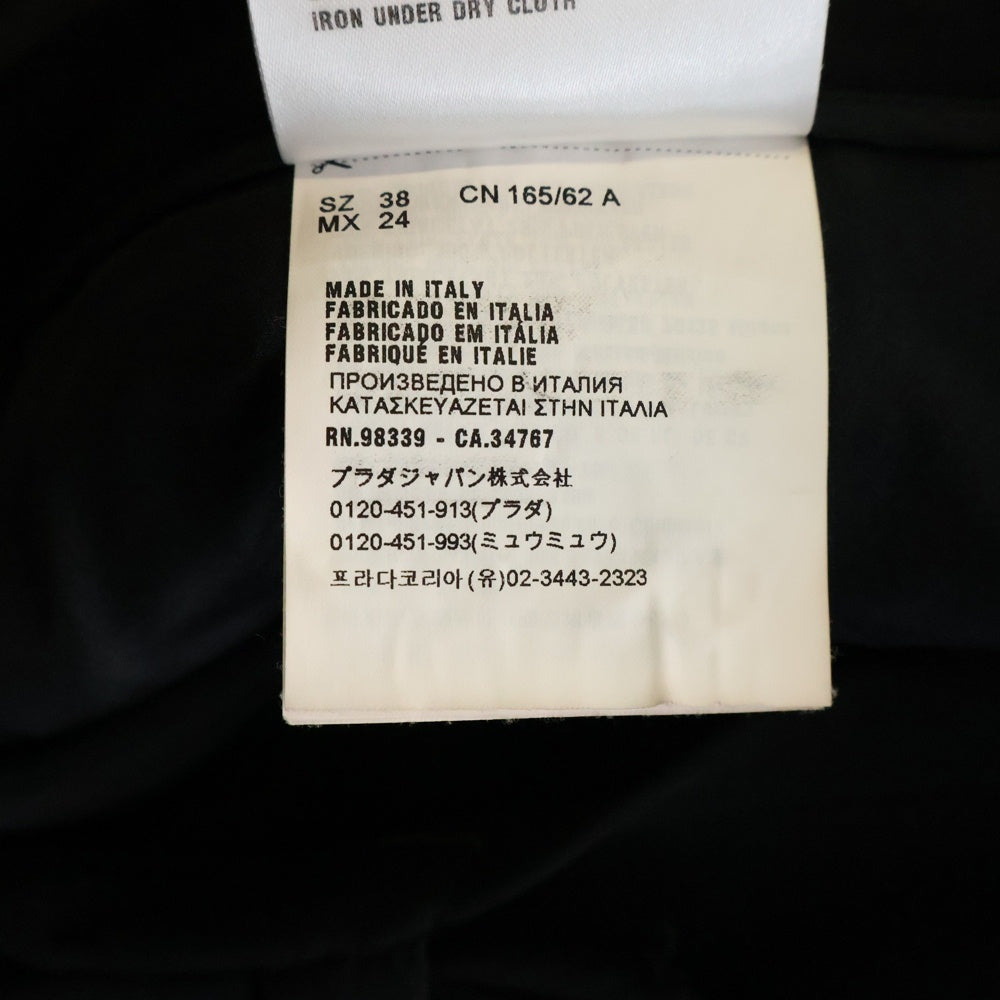 IRON UNDER DRY CLOTH
SZ 38 CN 165/62 A
MX 24
MADE IN ITALY
FABRICADO EN ITALIA
FABRICADO EM ITÁLIA
FABRIQUÉ EN ITALIE
ПРОИЗВЕДЕНО В ИТАЛИЯ
ΚΑΤΑΣΚΕΥΑΖΕΤΑΙ ΣΤΗΝ ΙΤΑΛΙΑ
RN.98339 - CA.34767
プラダジャパン株式会社
0120-451-913(プラダ)
0120-451-993(ミュウミュウ)
프라다코리아(유)02-3443-2323